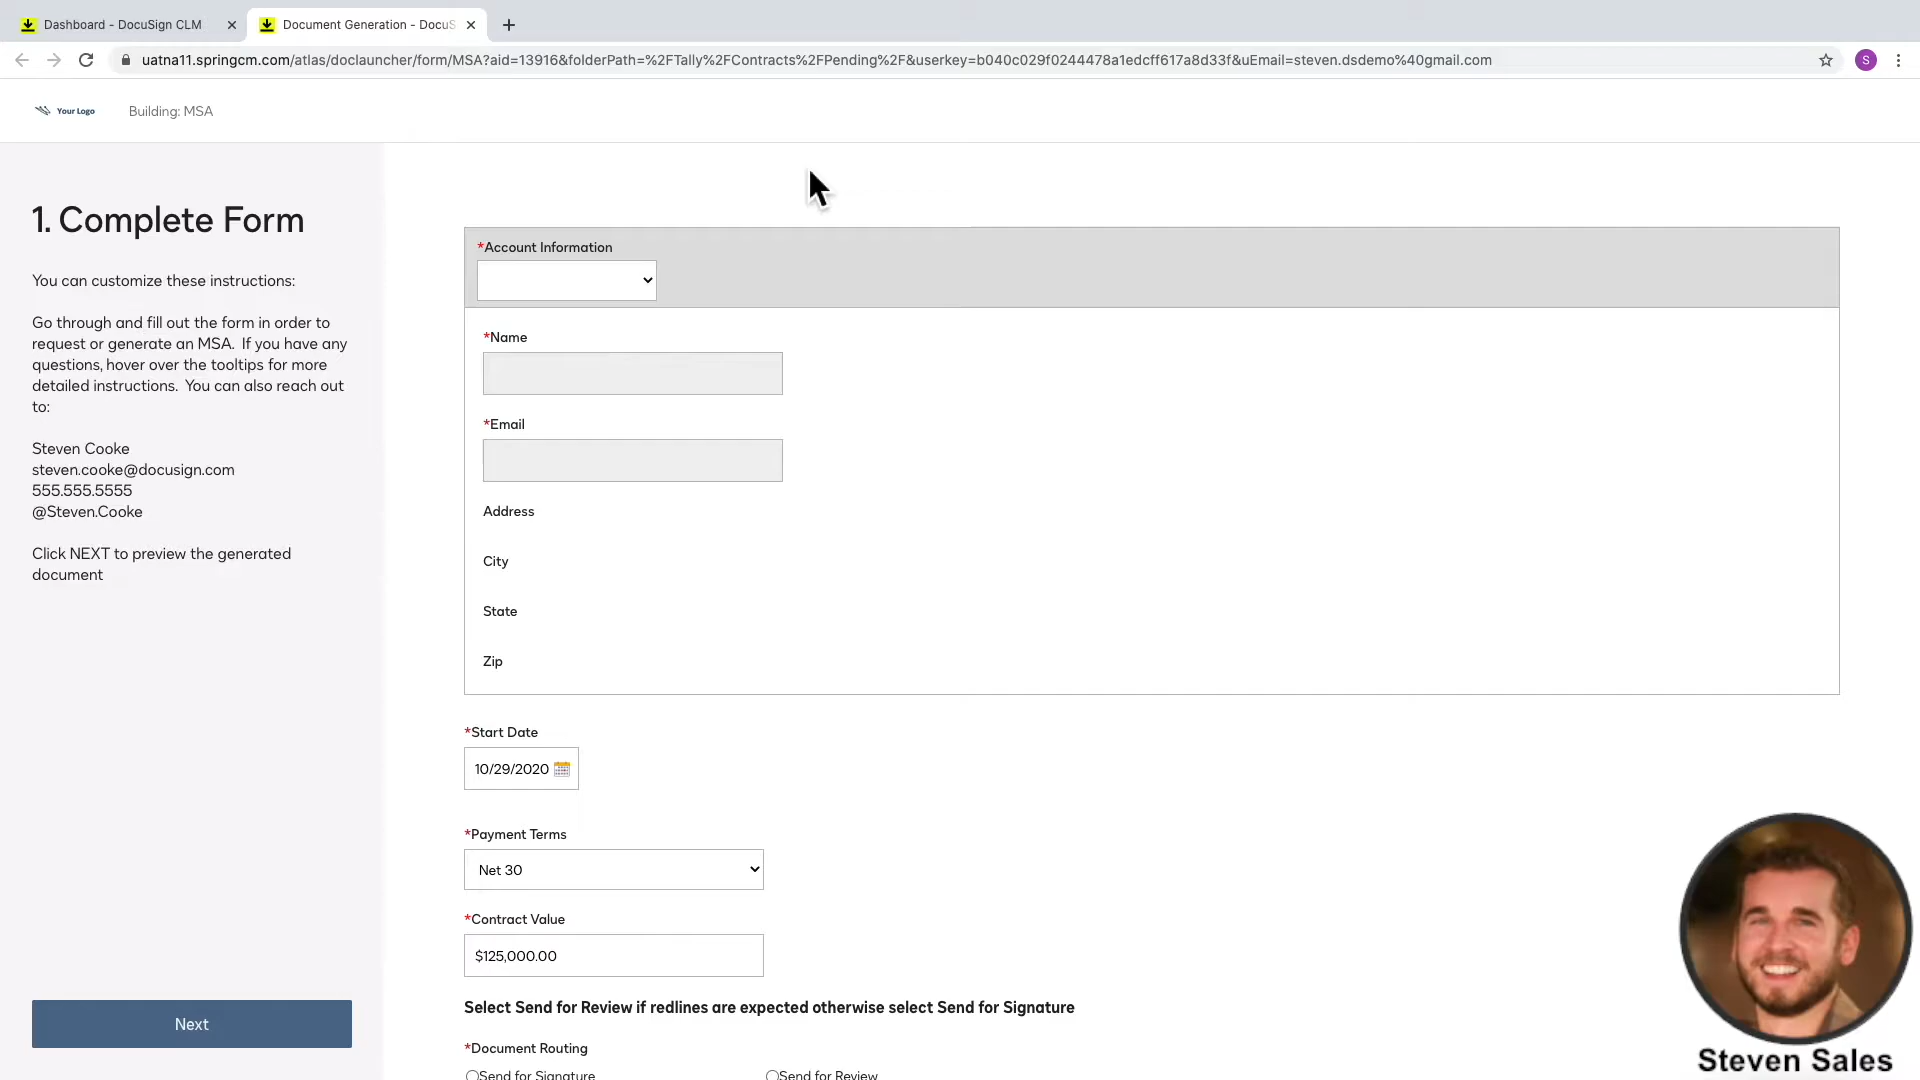 Dashboard - DocuSign CLM
Document Generation - DocuS
uatna11.springcm.com/atlas/doclauncher/form/MSA?aid=13916&folderPath=%2FTally%2FContracts%2FPending%2F&userkey=b040c029f0244478a1edcff617a8d33f&uEmail=steven.dsdemo%40gmail.com
S
Your Logo
Building: MSA
1. Complete Form
You can customize these instructions:
Go through and fill out the form in order to
request or generate an MSA. If you have any
questions, hover over the tooltips for more
detailed instructions. You can also reach out
to:
Steven Cooke
steven.cooke@docusign.com
555.555.5555
@Steven.Cooke
Click NEXT to preview the generated
document
Next
*Account Information
*Name
*Email
Address
City
State
Zip
*Start Date
10/29/2020
*Payment Terms
Net 30
*Contract Value
$125,000.00
Select Send for Review if redlines are expected otherwise select Send for Signature
*Document Routing
Send for Signature
Send for Review
Steven Sales